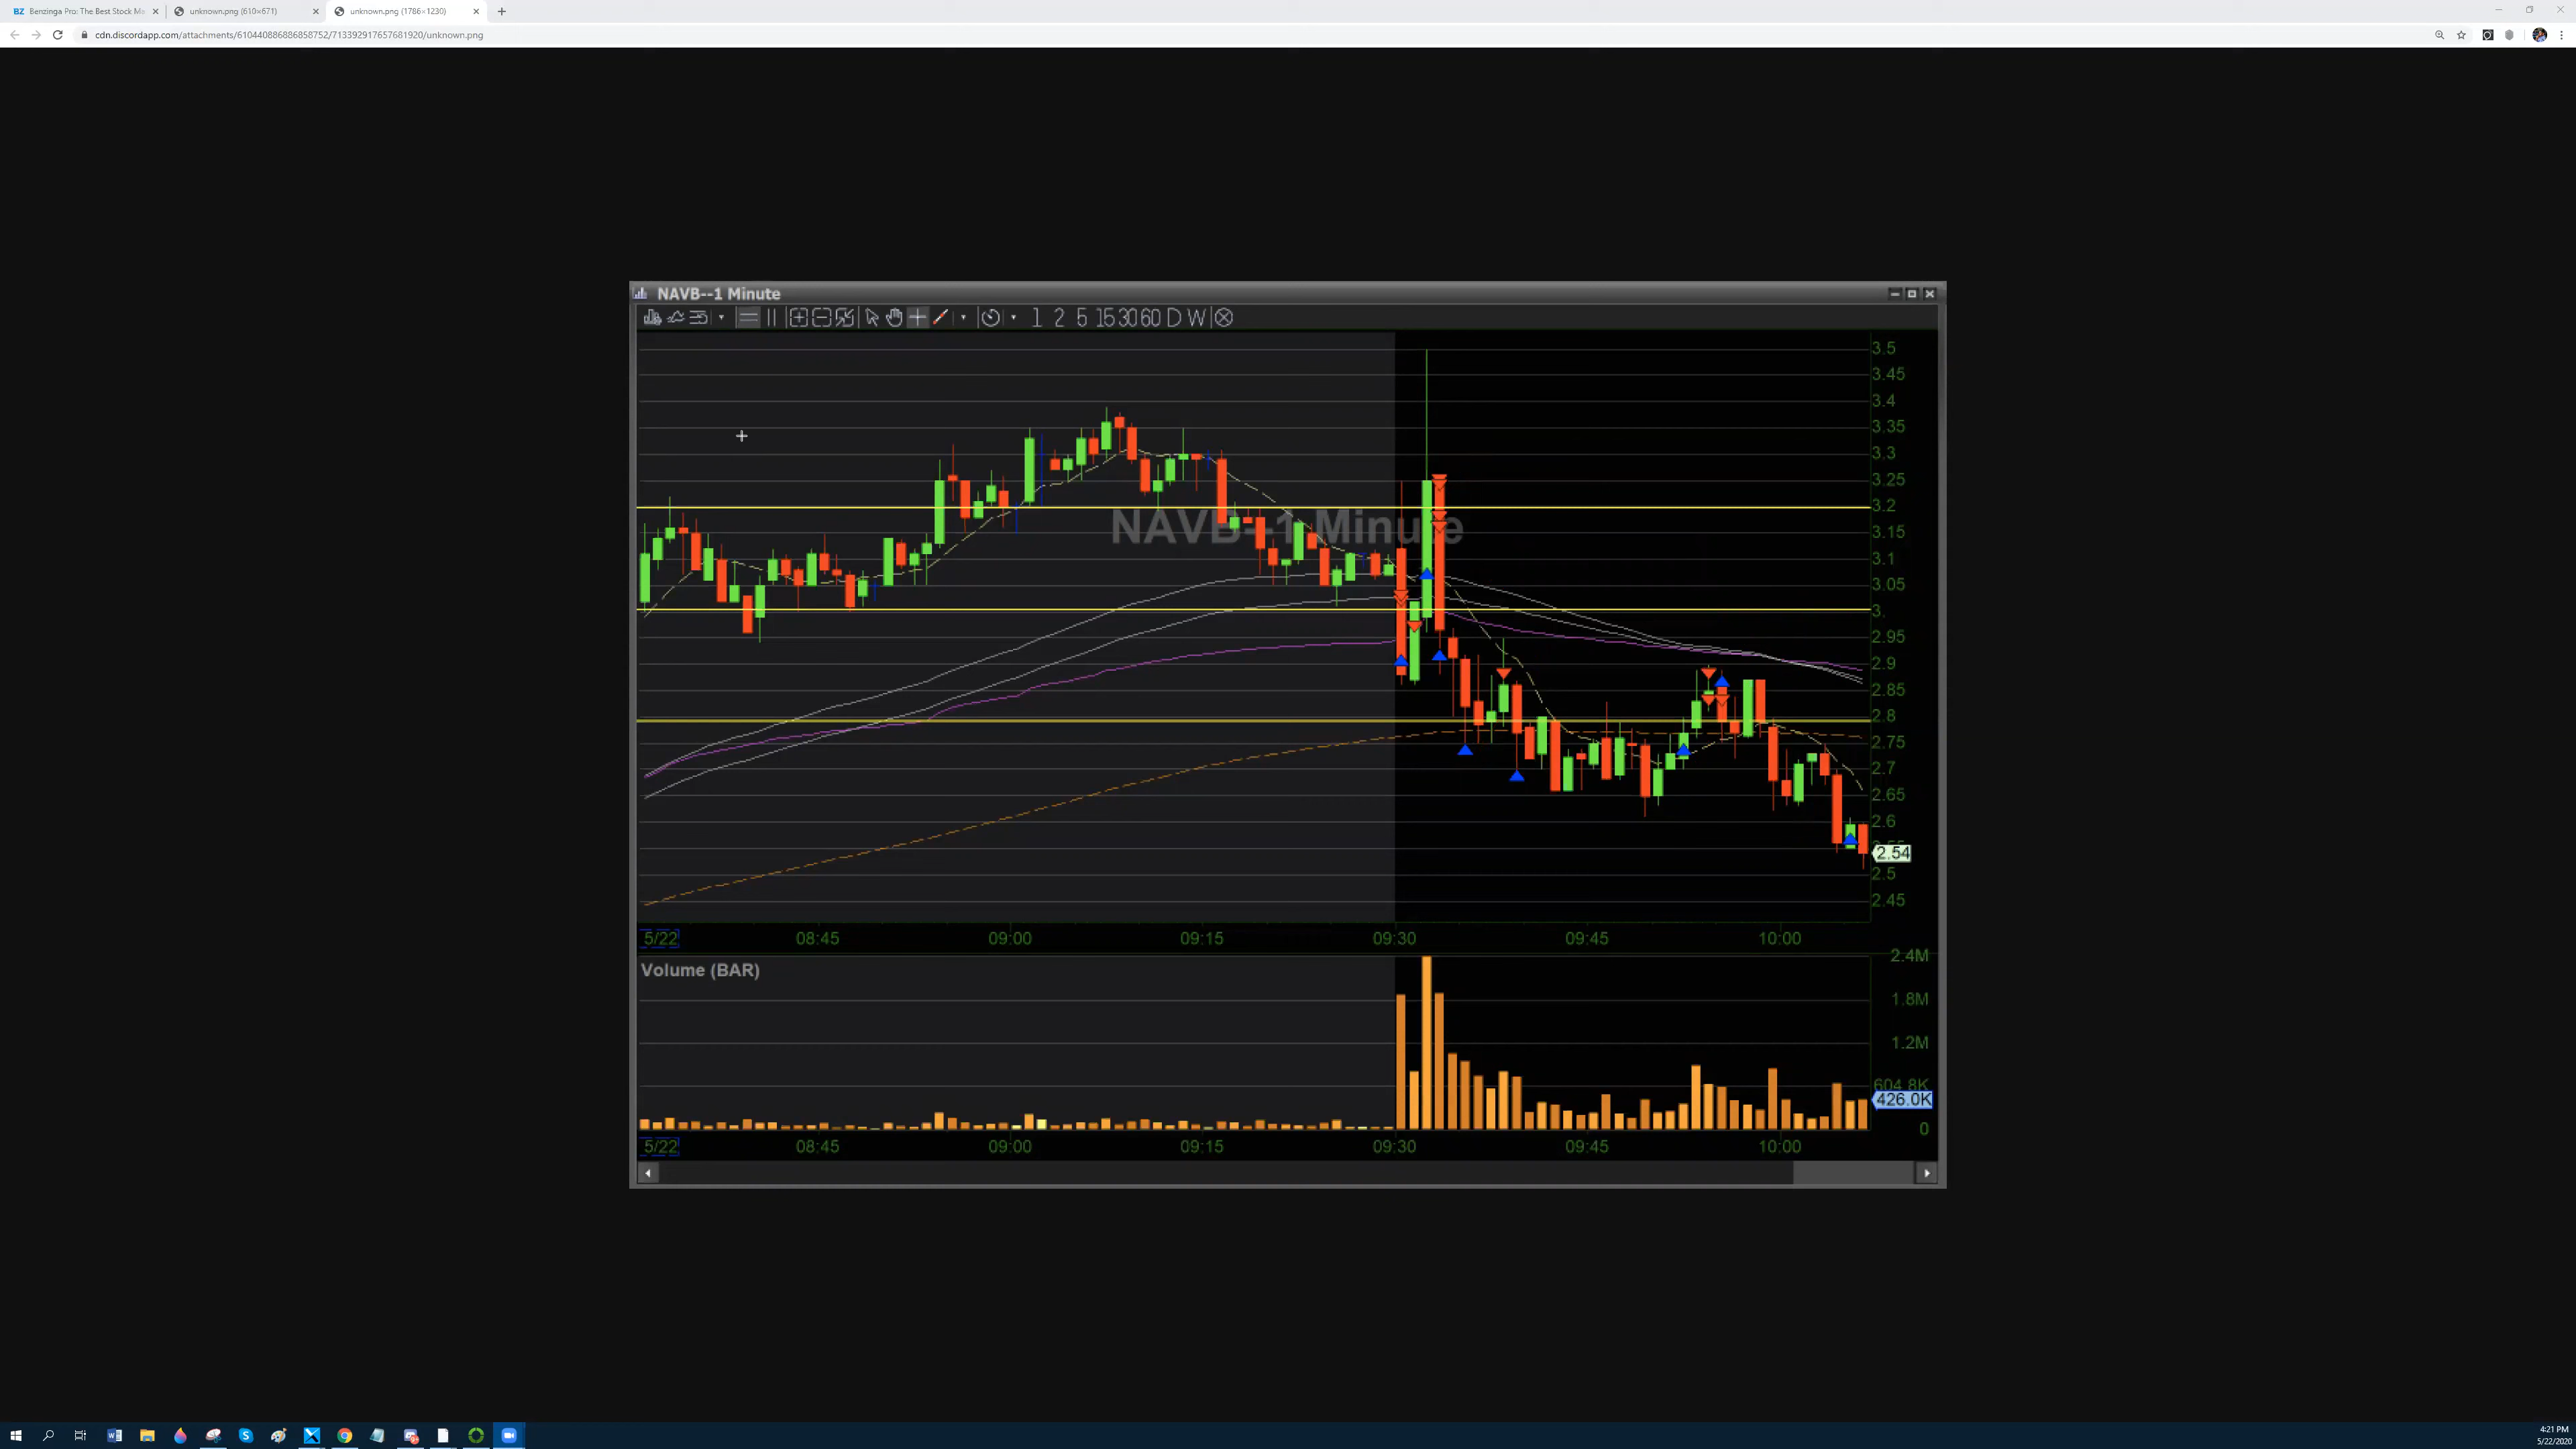 BZ Benzinga Pro: The Best Stock Ma
unknown.png (610×671)
unknown.png (1786×1230)
cdn.discordapp.com/attachments/610440886886858752/713392917657681920/unknown.png
NAVB--1 Minute
1 2 5 15 30 60 D W
NAVB--1 Minute
3.5
3.45
3.4
3.35
3.3
3.25
3.2
3.15
3.1
3.05
3.
2.95
2.9
2.85
2.8
2.75
2.7
2.65
2.6
2.54
2.5
2.45
5/22 08:45 09:00 09:15 09:30 09:45 10:00
Volume (BAR)
2.4M
1.8M
1.2M
604.8K
426.0K
0
5/22 08:45 09:00 09:15 09:30 09:45 10:00
4:21 PM
5/22/2020